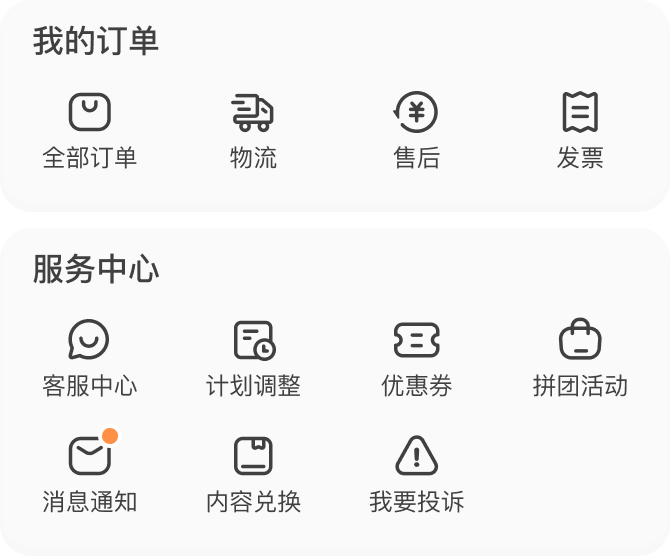 我的订单
全部订单 物流 售后 发票
服务中心
客服中心 计划调整 优惠券 拼团活动
消息通知 内容兑换 我要投诉